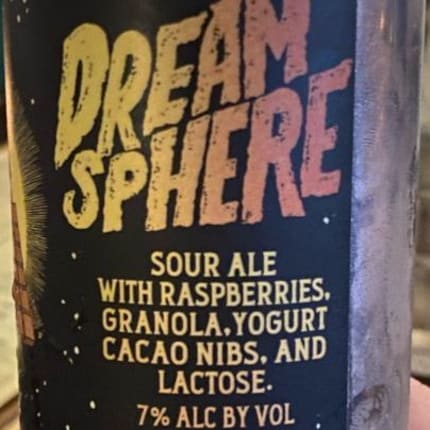 DREAM
SPHERE
SOUR ALE
WITH RASPBERRIES,
GRANOLA, YOGURT
CACAO NIBS, AND
LACTOSE.
7% ALC BY VOL